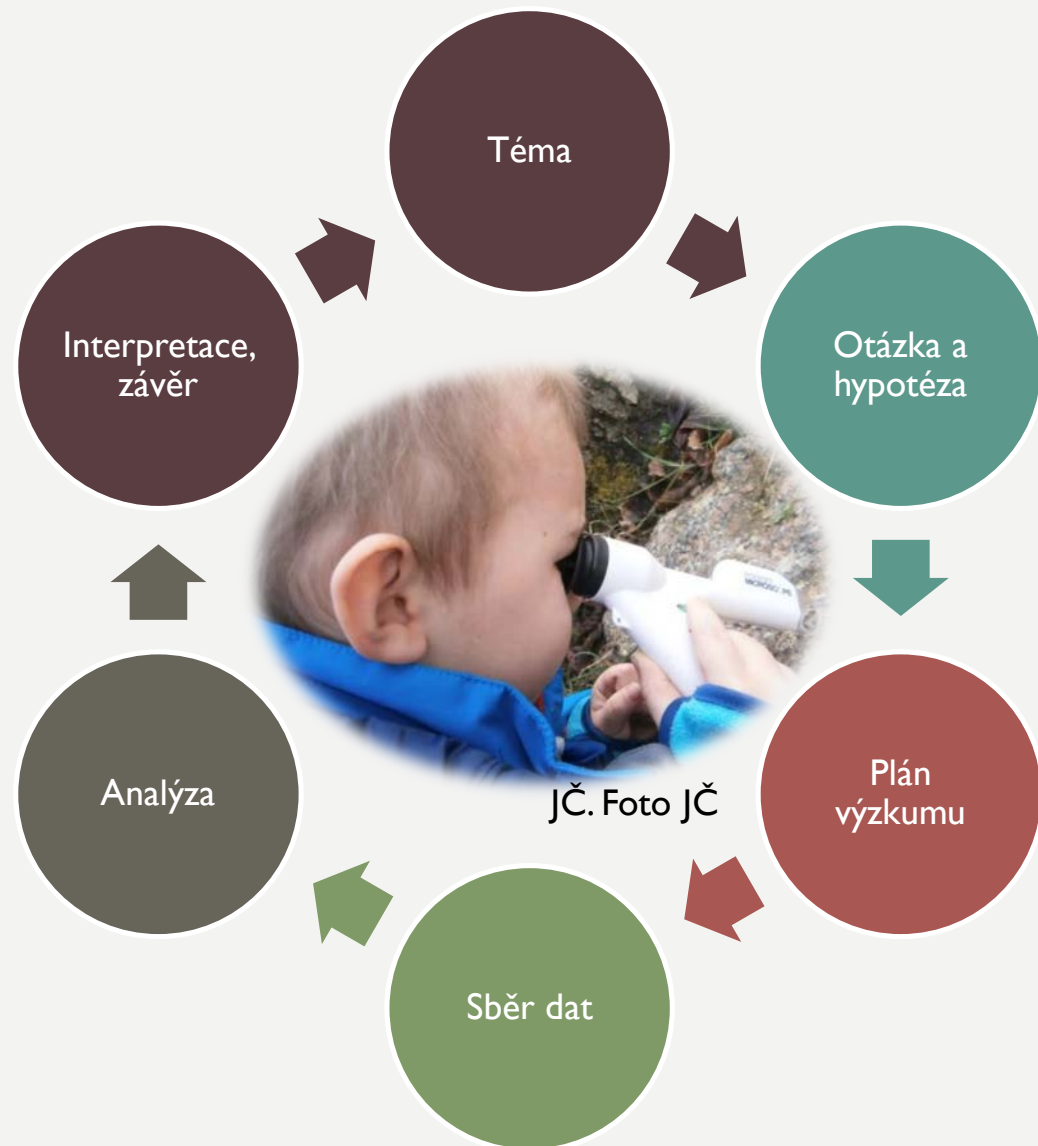 Téma
Otázka a
hypotéza
Plán
výzkumu
Sběr dat
Analýza
Interpretace,
závěr
JČ. Foto JČ